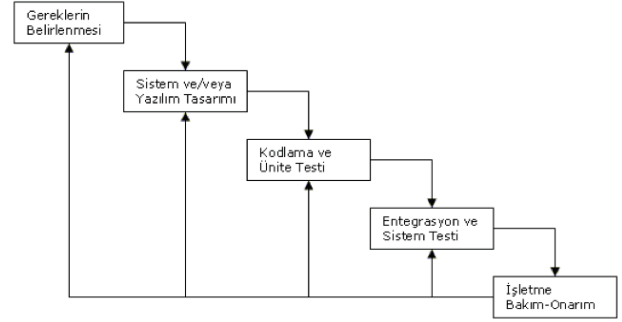 Gereklerin
Belirlenmesi
Sistem ve/veya
Yazılım Tasarımı
Kodlama ve
Ünite Testi
Entegrasyon ve
Sistem Testi
İşletme
Bakım-Onarım